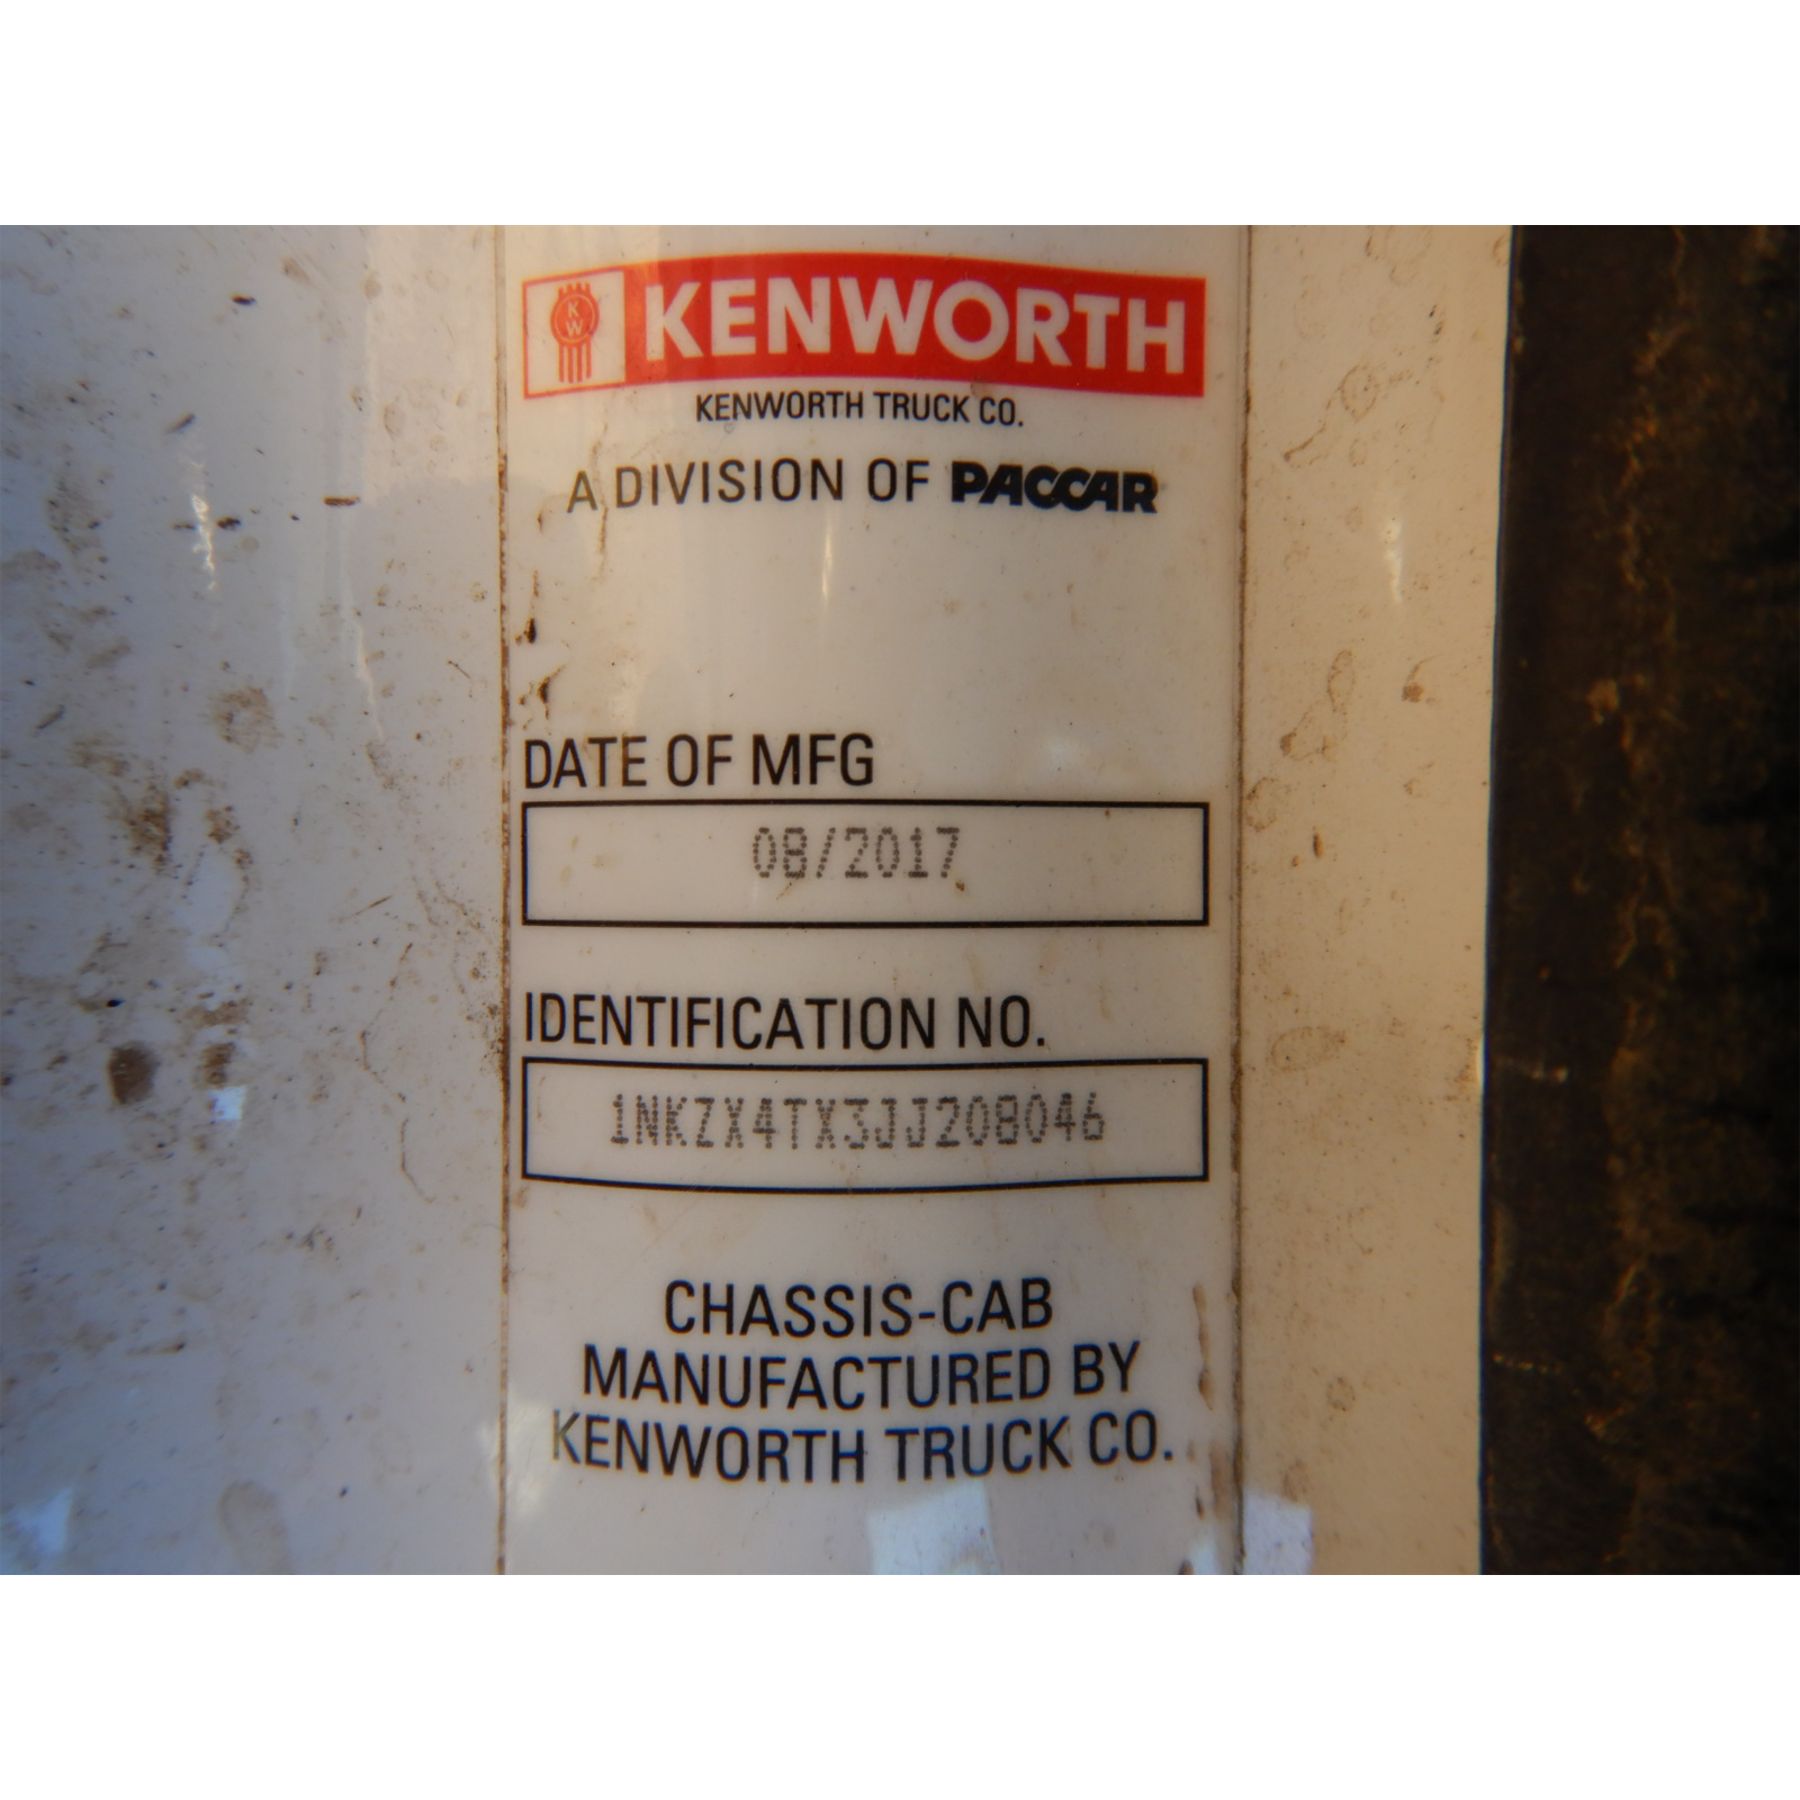 K
W
KENWORTH
KENWORTH TRUCK CO.
A DIVISION OF PACCAR
DATE OF MFG
08/2017
IDENTIFICATION NO.
1NKZX4TX3JJ208046
CHASSIS-CAB
MANUFACTURED BY
KENWORTH TRUCK CO.